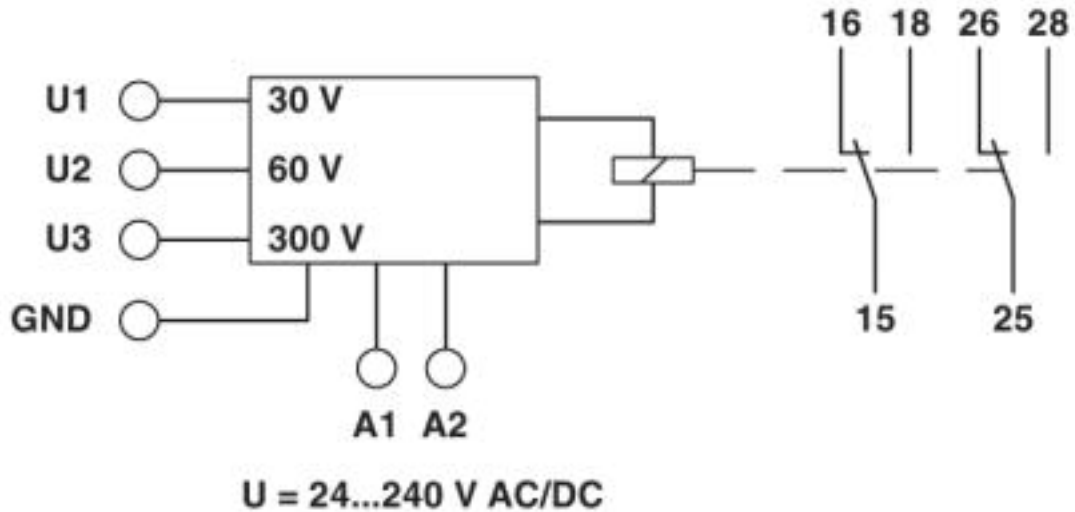 16 18 26 28
U1 30 V
U2 60 V
U3 300 V
GND
15 25
A1 A2
U = 24...240 V AC/DC